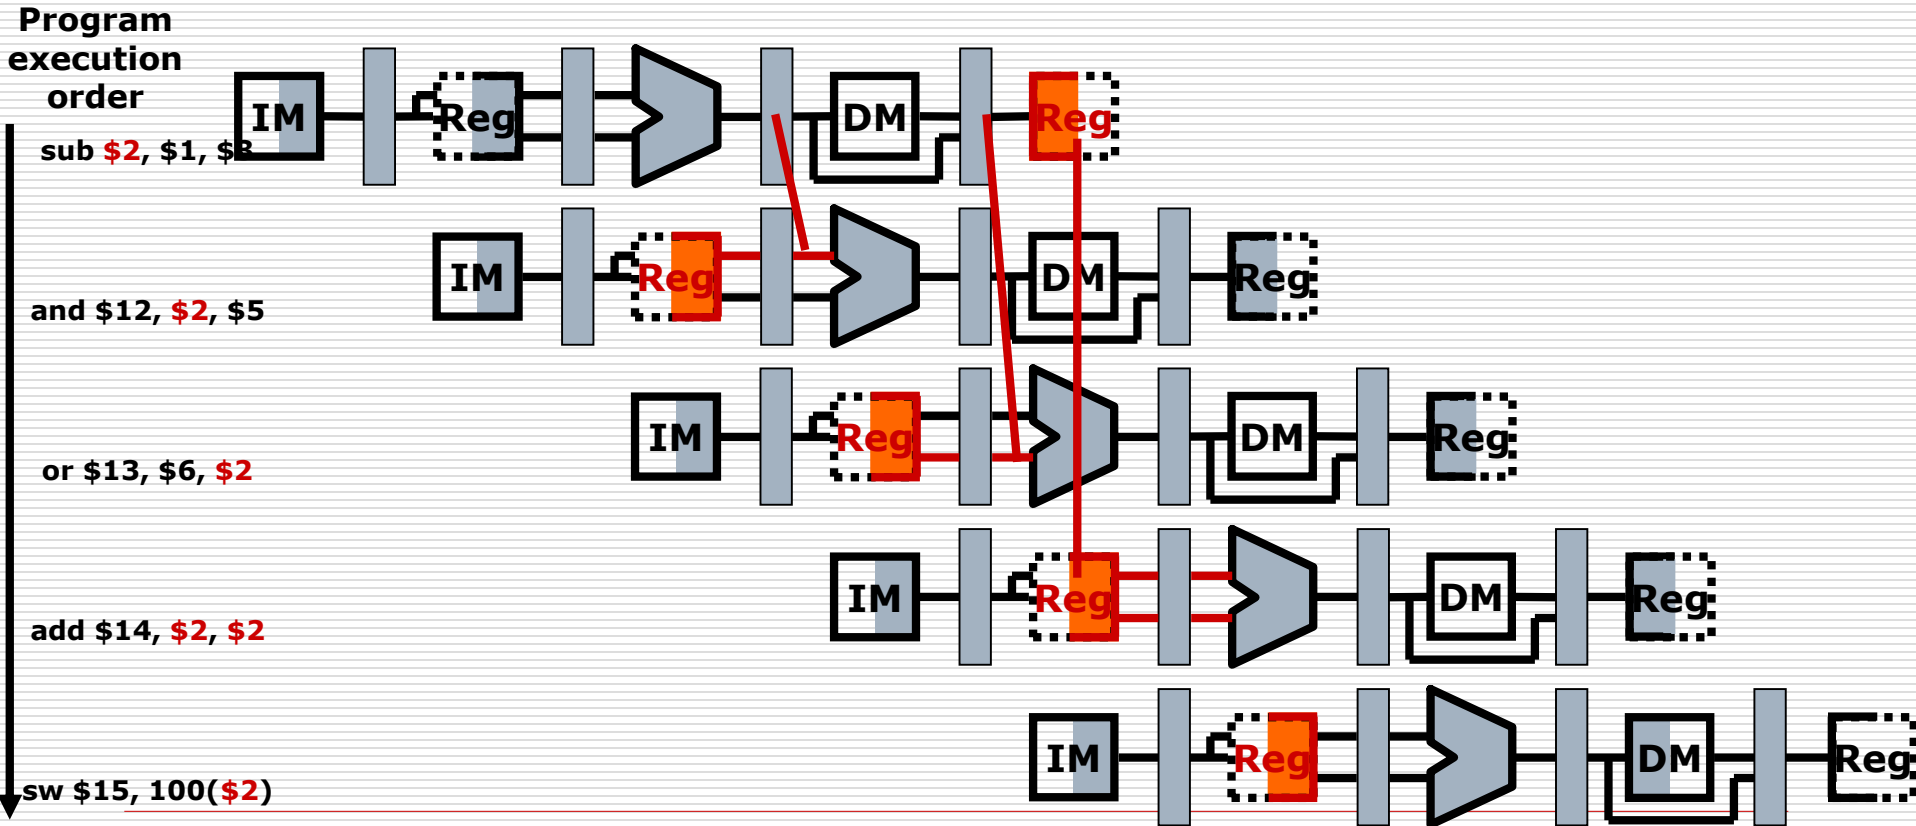 Program
execution
order
IM Reg DM Reg
sub $2, $1, $3
IM Reg DM Reg
and $12, $2, $5
IM Reg DM Reg
or $13, $6, $2
IM Reg DM Reg
add $14, $2, $2
IM Reg DM Reg
sw $15, 100($2)